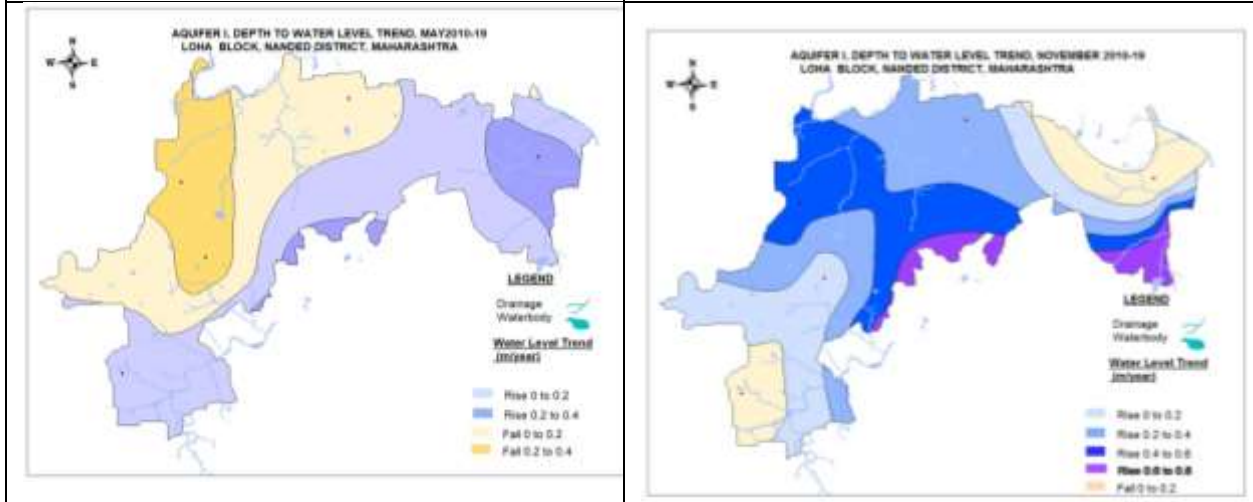 AQUIFER I, DEPTH TO WATER LEVEL TREND, MAY2010-19
LOHA BLOCK, NANDED DISTRICT, MAHARASHTRA
N
W E
S
LEGEND
Drainage
Waterbody
Water Level Trend
(m/year)
Rise 0 to 0.2
Rise 0.2 to 0.4
Fall 0 to 0.2
Fall 0.2 to 0.4
AQUIFER I, DEPTH TO WATER LEVEL TREND, NOVEMBER 2010-19
LOHA BLOCK, NANDED DISTRICT, MAHARASHTRA
N
W E
S
LEGEND
Drainage
Waterbody
Water Level Trend
(m/year)
Rise 0 to 0.2
Rise 0.2 to 0.4
Rise 0.4 to 0.6
Rise 0.6 to 0.8
Fall 0 to 0.2